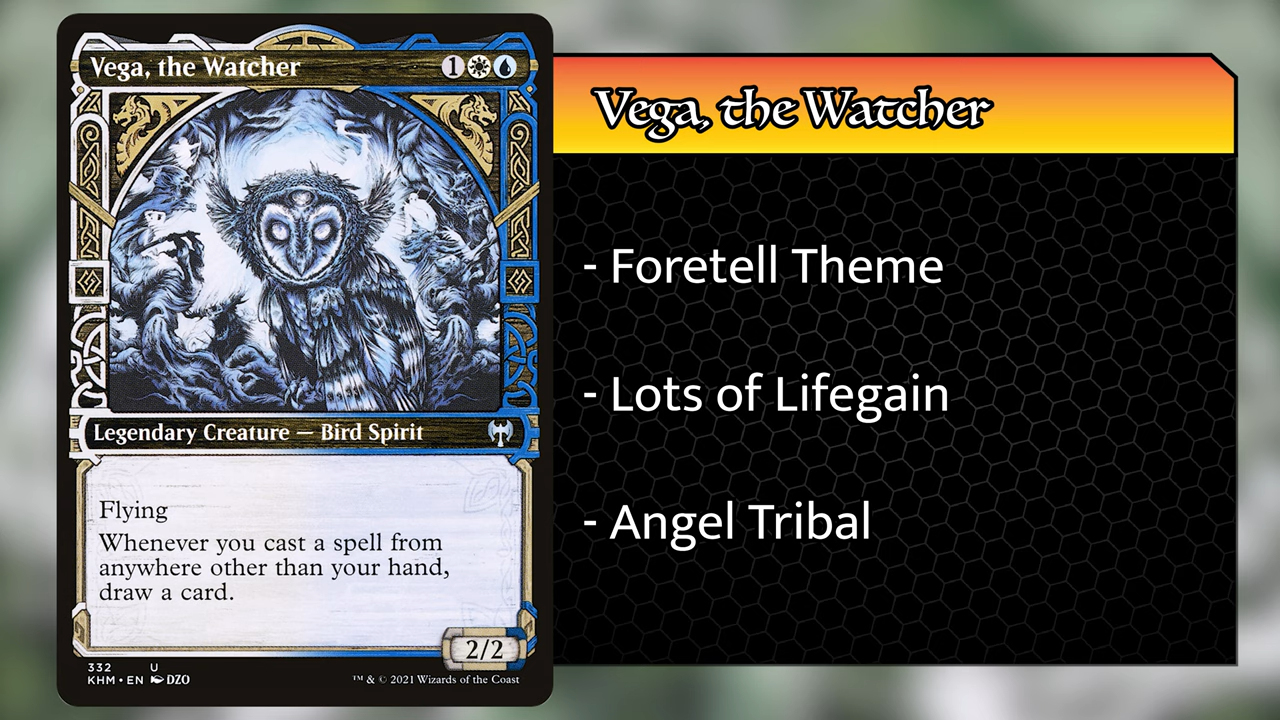 Vega, the Watcher
1
Legendary Creature — Bird Spirit
Flying
Whenever you cast a spell from
anywhere other than your hand,
draw a card.
2/2
332 U
KHM • EN DZO
™ & © 2021 Wizards of the Coast
Vega, the Watcher
- Foretell Theme
- Lots of Lifegain
- Angel Tribal